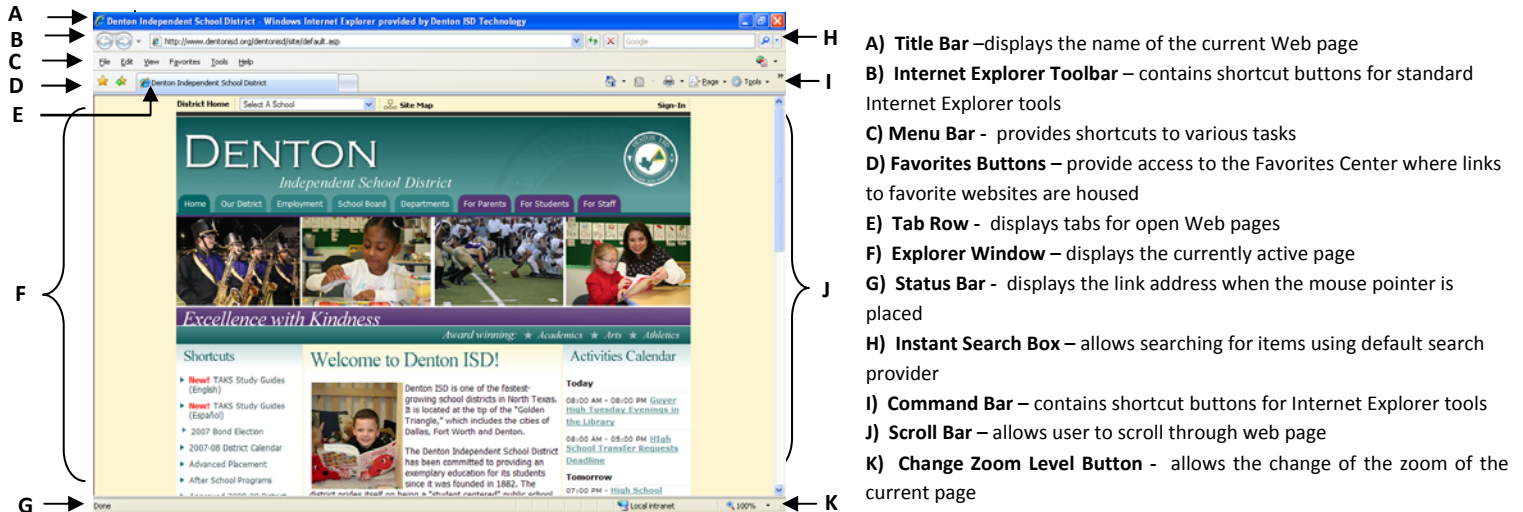 A
B
C
D
E
F
G
H
I
J
K
Denton Independent School District - Windows Internet Explorer provided by Denton ISD Technology
http://www.dentonisd.org/dentonisd/site/default.asp
Google
File Edit View Favorites Tools Help
Denton Independent School District
Page Tools
District Home Select A School Site Map Sign-In
DENTON
Independent School District
DENTON ISD
Home Our District Employment School Board Departments For Parents For Students For Staff
Excellence with Kindness
Award winning: ★ Academics ★ Arts ★ Athletics
Shortcuts
New! TAKS Study Guides
(English)
New! TAKS Study Guides
(Español)
2007 Bond Election
2007-08 District Calendar
Advanced Placement
After School Programs
Approved 2008-09 District
Welcome to Denton ISD!
Denton ISD is one of the fastest-
growing school districts in North Texas.
It is located at the tip of the "Golden
Triangle," which includes the cities of
Dallas, Fort Worth and Denton.
The Denton Independent School District
has been committed to providing an
exemplary education for its students
since it was founded in 1882. The
district prides itself on being a "student centered" public school
Activities Calendar
Today
08:00 AM - 08:00 PM Guyer
High Tuesday Evenings in
the Library
08:00 AM - 05:00 PM HIgh
School Transfer Requests
Deadline
Tomorrow
07:00 PM - High School
Done Local intranet 100%
A) Title Bar –displays the name of the current Web page
B) Internet Explorer Toolbar – contains shortcut buttons for standard
Internet Explorer tools
C) Menu Bar - provides shortcuts to various tasks
D) Favorites Buttons – provide access to the Favorites Center where links
to favorite websites are housed
E) Tab Row - displays tabs for open Web pages
F) Explorer Window – displays the currently active page
G) Status Bar - displays the link address when the mouse pointer is
placed
H) Instant Search Box – allows searching for items using default search
provider
I) Command Bar – contains shortcut buttons for Internet Explorer tools
J) Scroll Bar – allows user to scroll through web page
K) Change Zoom Level Button - allows the change of the zoom of the
current page